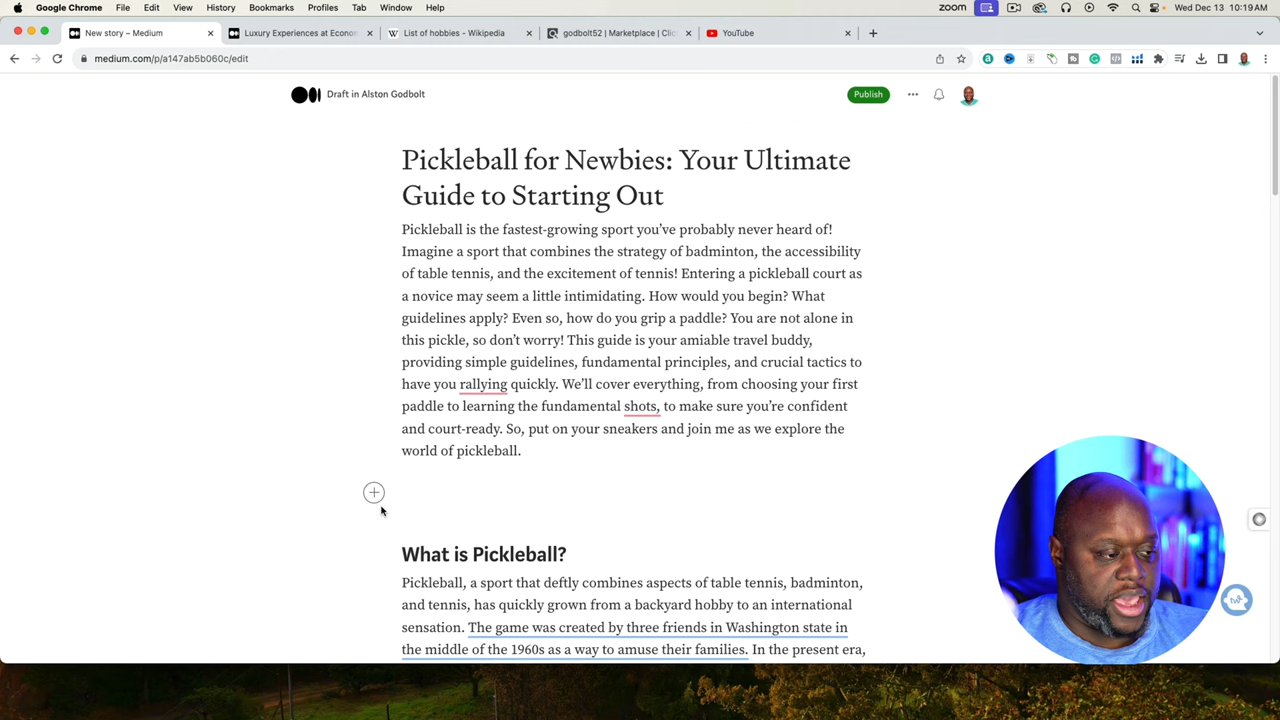 Google Chrome File Edit View History Bookmarks Profiles Tab Window Help zoom Wed Dec 13 10:19 AM
New story – Medium Luxury Experiences at Econo List of hobbies - Wikipedia godbolt52 | Marketplace | Clic YouTube
medium.com/p/a147ab5b060c/edit
Draft in Alston Godbolt Publish
Pickleball for Newbies: Your Ultimate
Guide to Starting Out
Pickleball is the fastest-growing sport you’ve probably never heard of!
Imagine a sport that combines the strategy of badminton, the accessibility
of table tennis, and the excitement of tennis! Entering a pickleball court as
a novice may seem a little intimidating. How would you begin? What
guidelines apply? Even so, how do you grip a paddle? You are not alone in
this pickle, so don’t worry! This guide is your amiable travel buddy,
providing simple guidelines, fundamental principles, and crucial tactics to
have you rallying quickly. We’ll cover everything, from choosing your first
paddle to learning the fundamental shots, to make sure you’re confident
and court-ready. So, put on your sneakers and join me as we explore the
world of pickleball.
What is Pickleball?
Pickleball, a sport that deftly combines aspects of table tennis, badminton,
and tennis, has quickly grown from a backyard hobby to an international
sensation. The game was created by three friends in Washington state in
the middle of the 1960s as a way to amuse their families. In the present era,